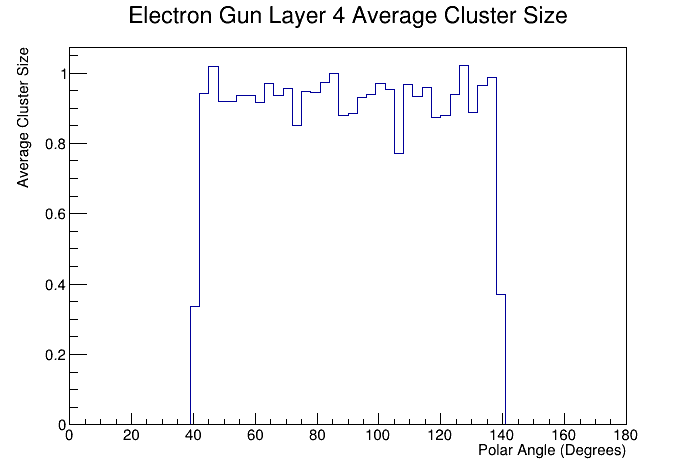 Electron Gun Layer 4 Average Cluster Size
Average Cluster Size
1
0.8
0.6
0.4
0.2
0
0 20 40 60 80 100 120 140 160 180
Polar Angle (Degrees)